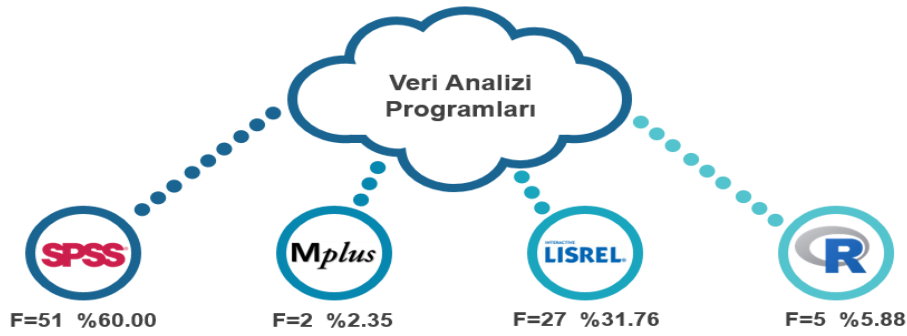 Veri Analizi
Programları
SPSS
Mplus
INTERACTIVE
LISREL
R
F=51 %60.00
F=2 %2.35
F=27 %31.76
F=5 %5.88